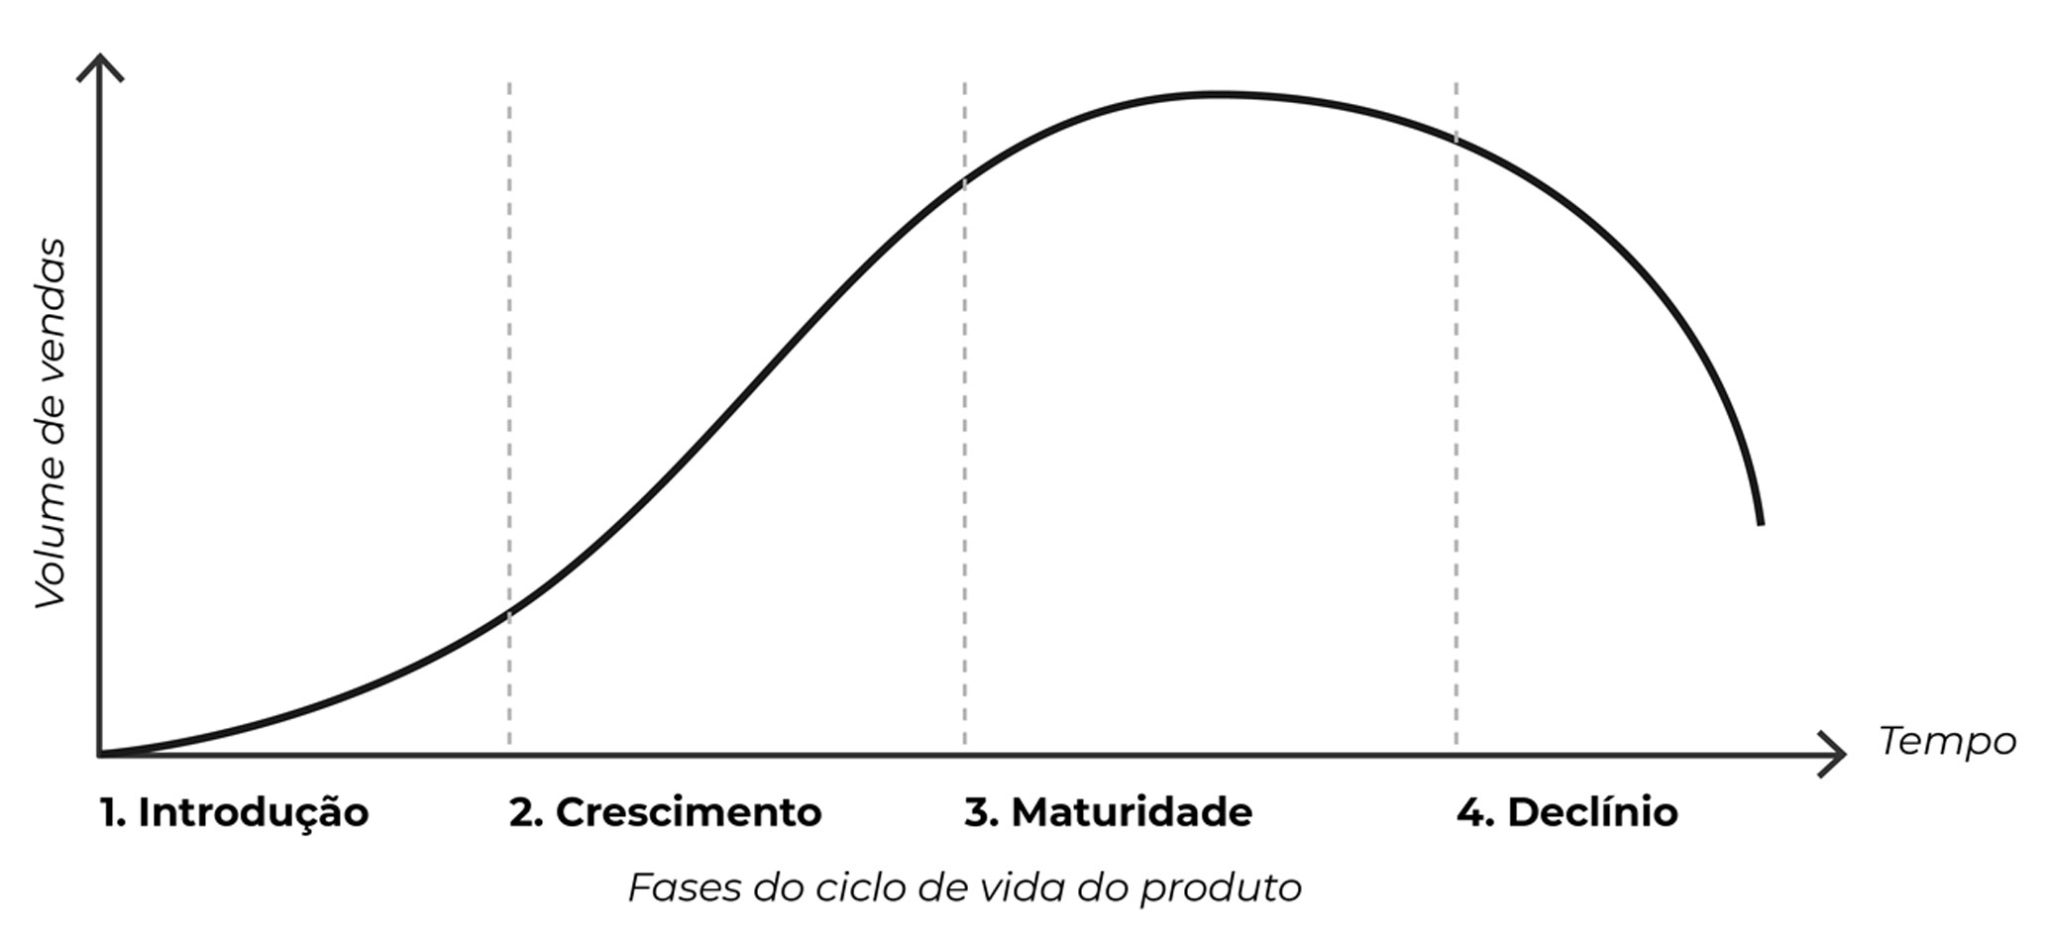 Volume de vendas
Tempo
1. Introdução
2. Crescimento
3. Maturidade
4. Declínio
Fases do ciclo de vida do produto